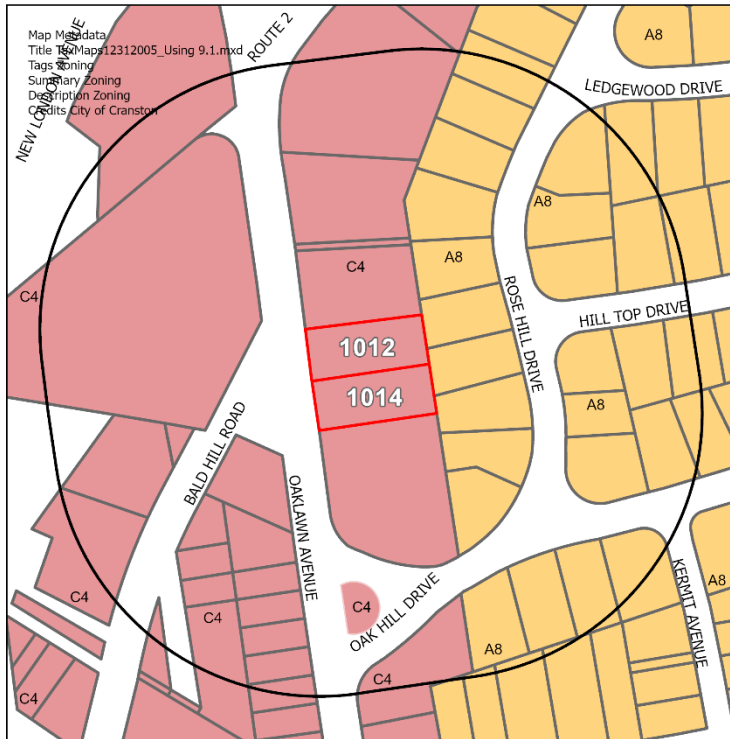 Map Metadata
Title TaxMaps12312005_Using 9.1.mxd
Tags Zoning
Summary Zoning
Description Zoning
Credits City of Cranston
NEW LONDON AVENUE
ROUTE 2
A8
LEDGEWOOD DRIVE
A8
C4
A8
C4
ROSE HILL DRIVE
HILL TOP DRIVE
1012
1014
A8
BALD HILL ROAD
OAKLAWN AVENUE
KERMIT AVENUE
A8
C4
C4
C4
OAK HILL DRIVE
A8
C4
C4